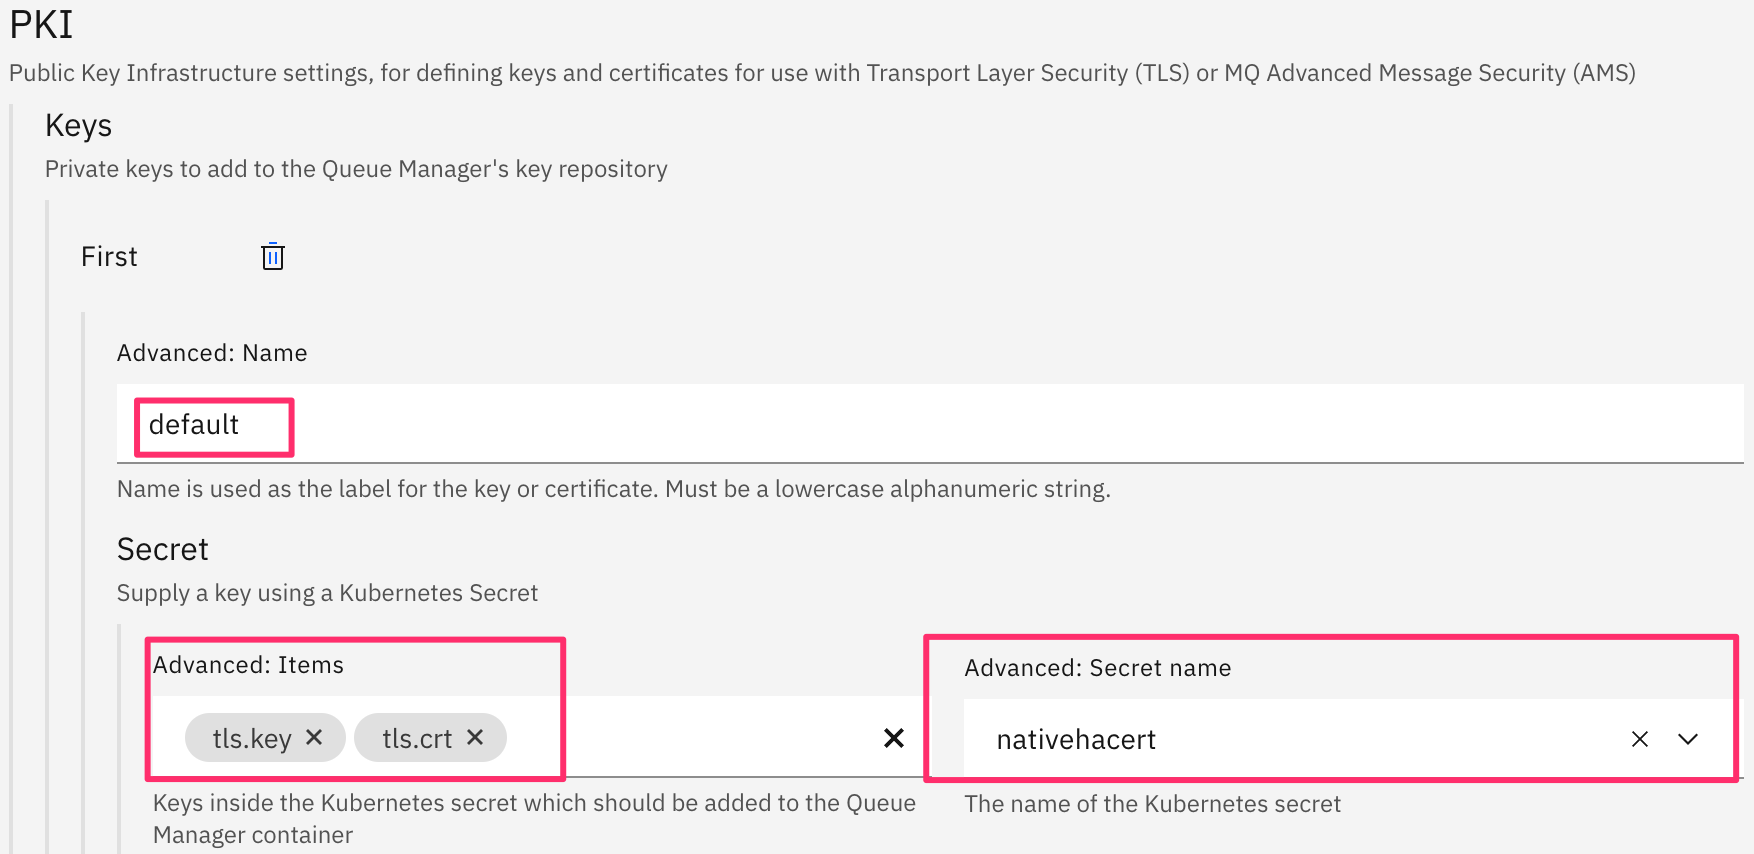 PKI
Public Key Infrastructure settings, for defining keys and certificates for use with Transport Layer Security (TLS) or MQ Advanced Message Security (AMS)
Keys
Private keys to add to the Queue Manager's key repository
First
Advanced: Name
default
Name is used as the label for the key or certificate. Must be a lowercase alphanumeric string.
Secret
Supply a key using a Kubernetes Secret
Advanced: Items
tls.key
tls.crt
Keys inside the Kubernetes secret which should be added to the Queue
Manager container
Advanced: Secret name
nativehacert
The name of the Kubernetes secret